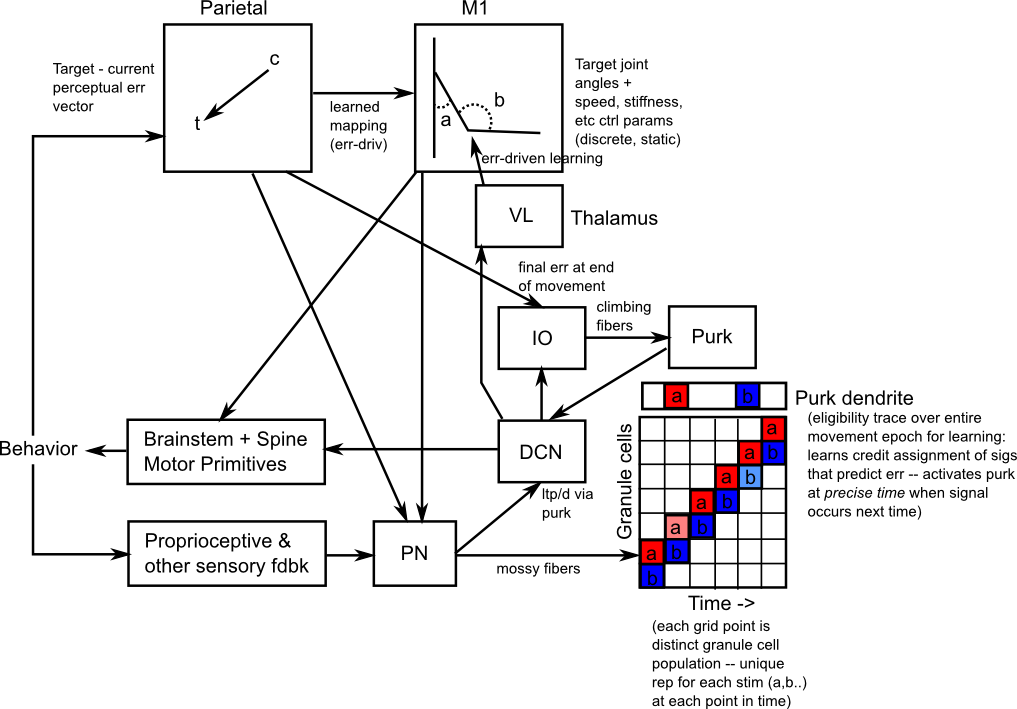 Parietal
M1
Target - current
perceptual err
vector
c
t
learned
mapping
(err-driv)
a
b
Target joint
angles +
speed, stiffness,
etc ctrl params
(discrete, static)
err-driven learning
VL
Thalamus
final err at end
of movement
climbing
fibers
IO
Purk
Behavior
Brainstem + Spine
Motor Primitives
DCN
ltp/d via
purk
Proprioceptive &
other sensory fdbk
PN
mossy fibers
a b
Purk dendrite
(eligibility trace over entire
movement epoch for learning:
learns credit assignment of sigs
that predict err -- activates purk
at precise time when signal
occurs next time)
Granule cells
a
a b
a b
a b
a b
a b
b
Time ->
(each grid point is
distinct granule cell
population -- unique
rep for each stim (a,b..)
at each point in time)